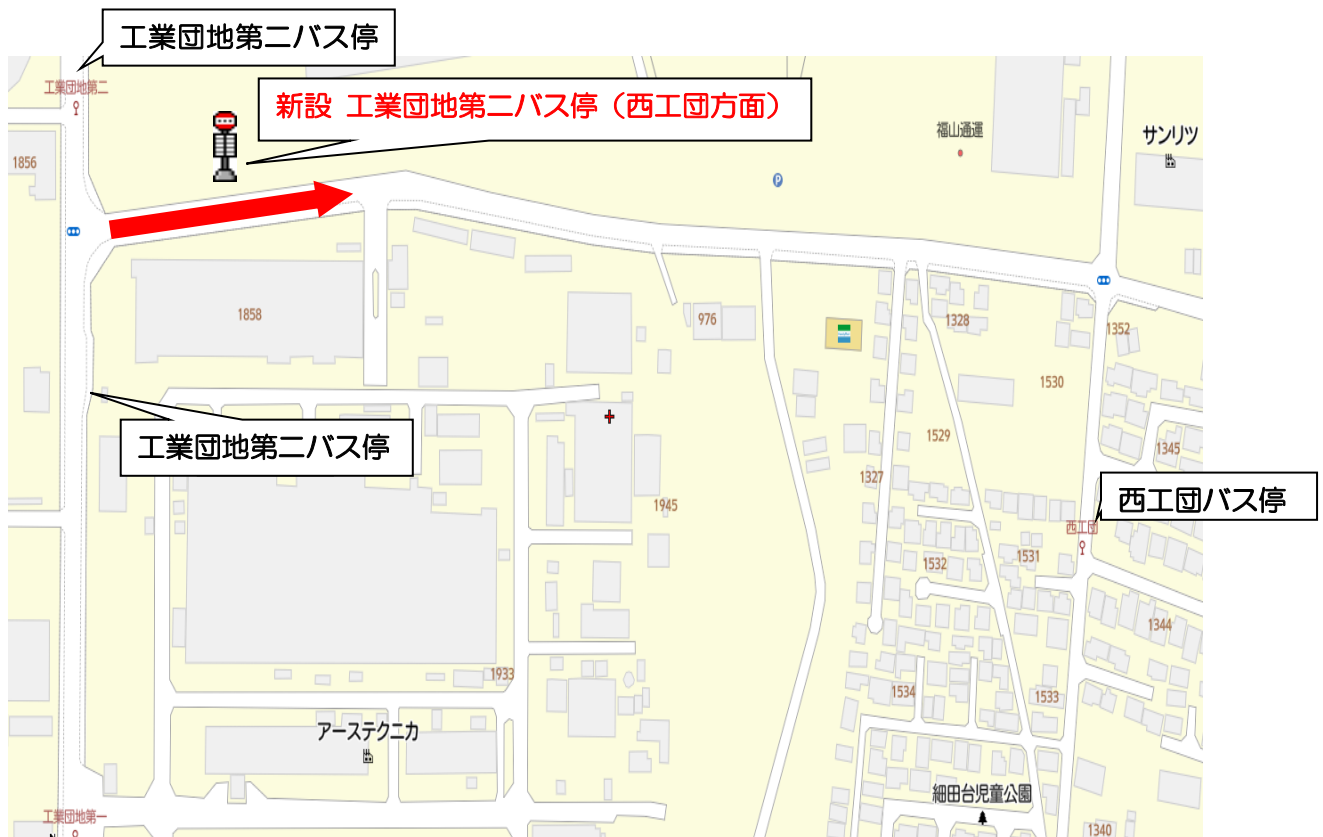 工業団地第二バス停
工業団地第二
新設 工業団地第二バス停（西工団方面）
福山通運
サンリツ
1856
P
1858
976
1328
1352
1530
工業団地第二バス停
1529
1345
1327
1945
西工団バス停
西工団
1532
1531
1344
1933
1534
1533
アーステクニカ
細田台児童公園
工業団地第一
1340